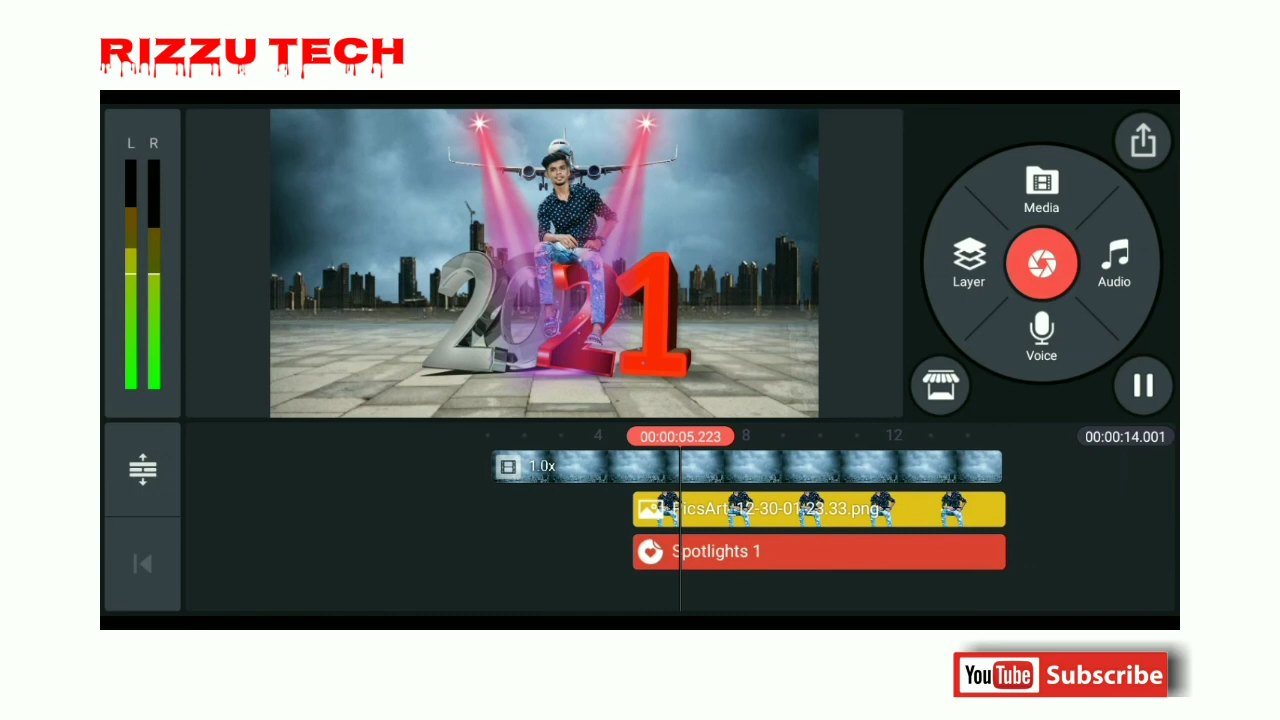 RIZZU TECH
L R
Media
Layer
Audio
Voice
2021
4
00:00:05.223
8
12
00:00:14.001
1.0x
PicsArt_12-30-01.23.33.png
Spotlights 1
YouTube Subscribe